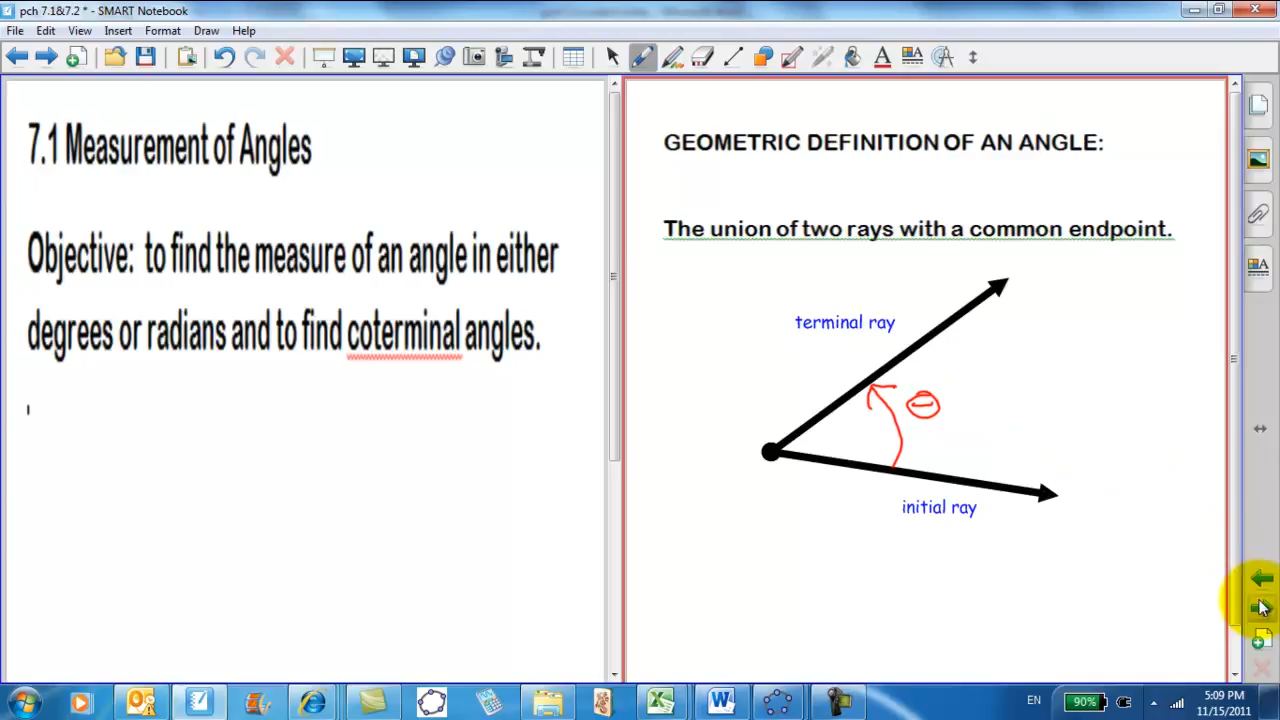 pch 7.1&7.2 * - SMART Notebook
File Edit View Insert Format Draw Help
7.1 Measurement of Angles
Objective: to find the measure of an angle in either
degrees or radians and to find coterminal angles.
GEOMETRIC DEFINITION OF AN ANGLE:
The union of two rays with a common endpoint.
terminal ray
θ
initial ray
EN
90%
5:09 PM
11/15/2011